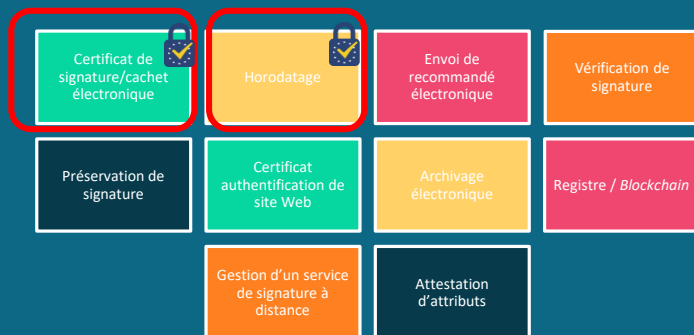 Certificat de
signature/cachet
électronique
Horodatage
Envoi de
recommandé
électronique
Vérification de
signature
Préservation de
signature
Certificat
authentification de
site Web
Archivage
électronique
Registre / Blockchain
Gestion d’un service
de signature à
distance
Attestation
d’attributs